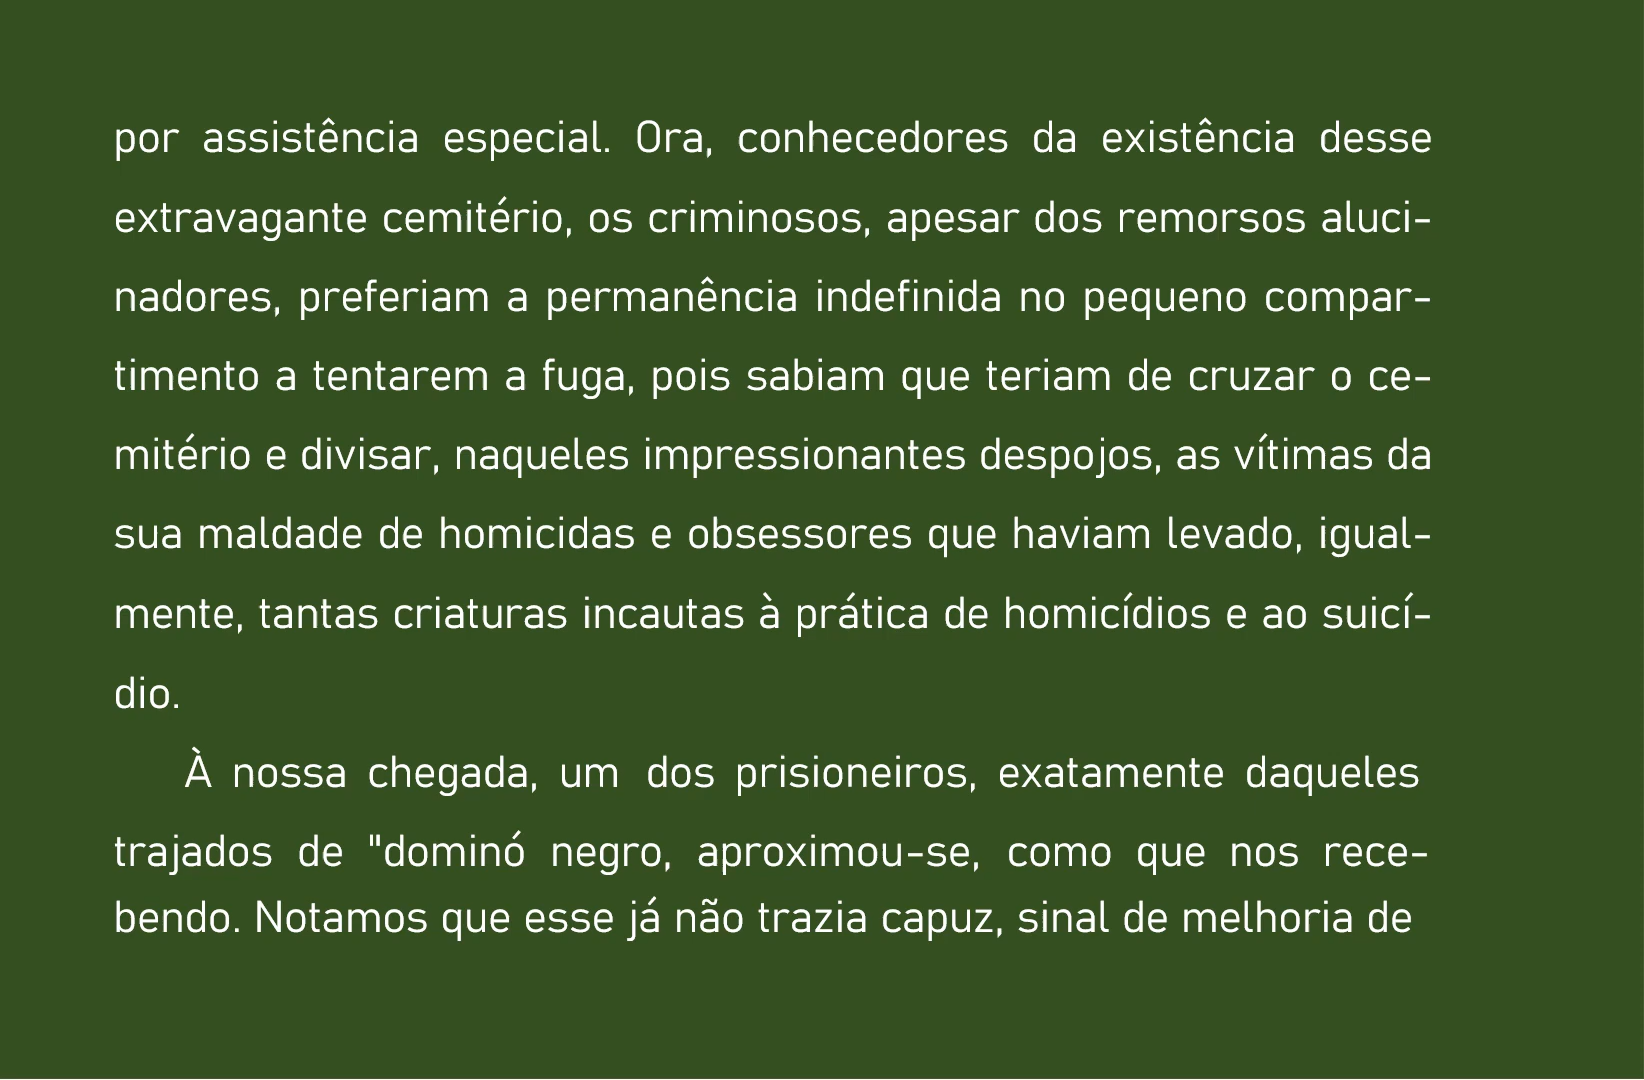 por assistência especial. Ora, conhecedores da existência desse
extravagante cemitério, os criminosos, apesar dos remorsos aluci-
nadores, preferiam a permanência indefinida no pequeno compar-
timento a tentarem a fuga, pois sabiam que teriam de cruzar o ce-
mitério e divisar, naqueles impressionantes despojos, as vítimas da
sua maldade de homicidas e obsessores que haviam levado, igual-
mente, tantas criaturas incautas à prática de homicídios e ao suicí-
dio.
À nossa chegada, um dos prisioneiros, exatamente daqueles
trajados de "dominó negro, aproximou-se, como que nos rece-
bendo. Notamos que esse já não trazia capuz, sinal de melhoria de